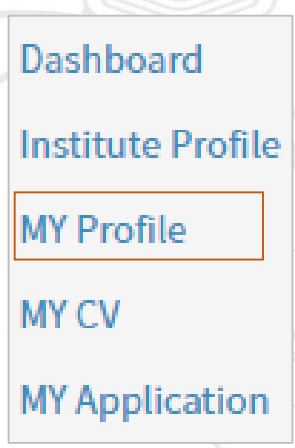 Dashboard
Institute Profile
MY Profile
MY CV
MY Application